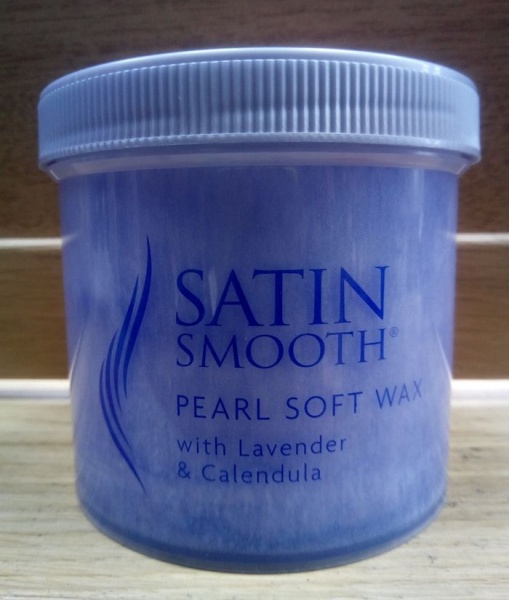 SATIN
SMOOTH®
PEARL SOFT WAX
with Lavender
& Calendula